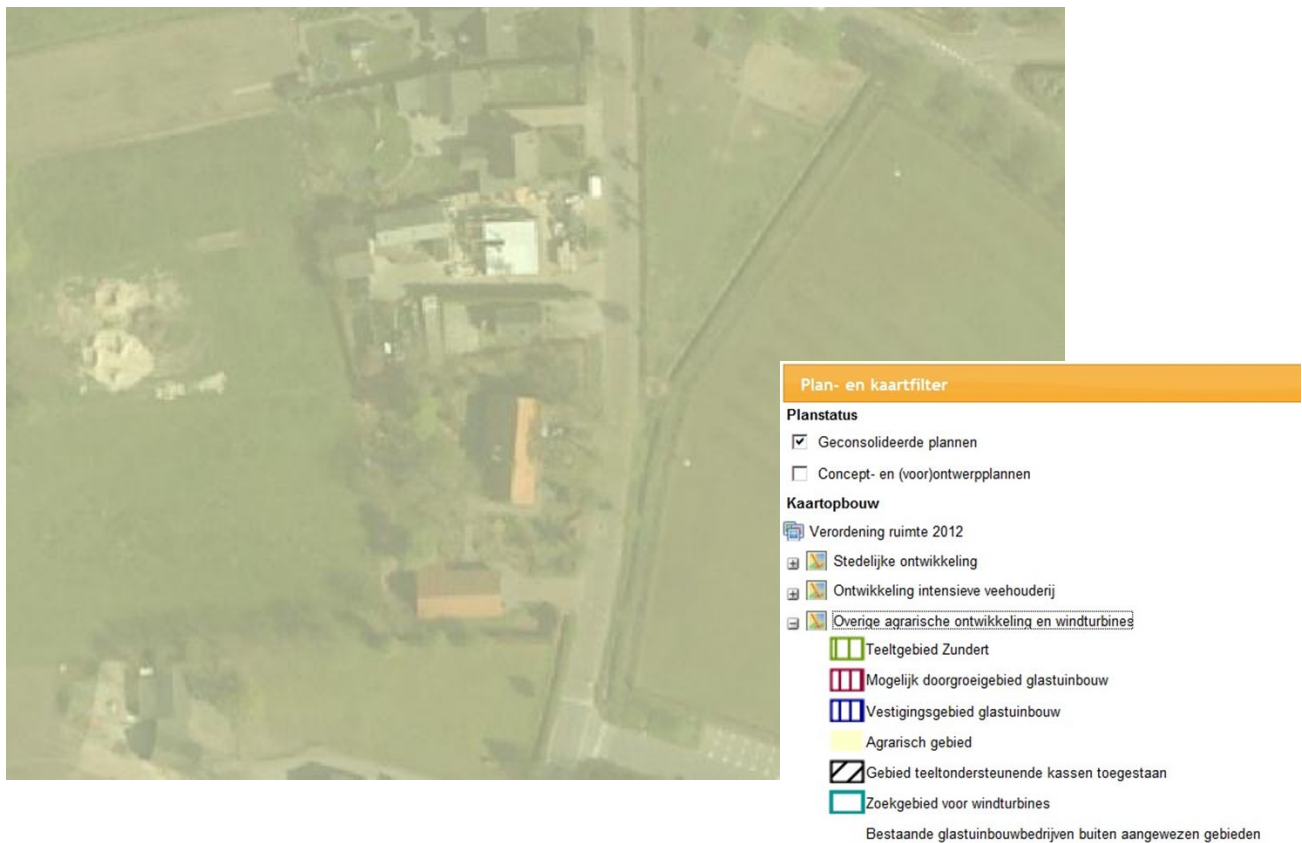 Plan- en kaartfilter
Planstatus
Geconsolideerde plannen
Concept- en (voor)ontwerpplannen
Kaartopbouw
Verordening ruimte 2012
Stedelijke ontwikkeling
Ontwikkeling intensieve veehouderij
Overige agrarische ontwikkeling en windturbines
Teeltgebied Zundert
Mogelijk doorgroeigebied glastuinbouw
Vestigingsgebied glastuinbouw
Agrarisch gebied
Gebied teeltondersteunende kassen toegestaan
Zoekgebied voor windturbines
Bestaande glastuinbouwbedrijven buiten aangewezen gebieden